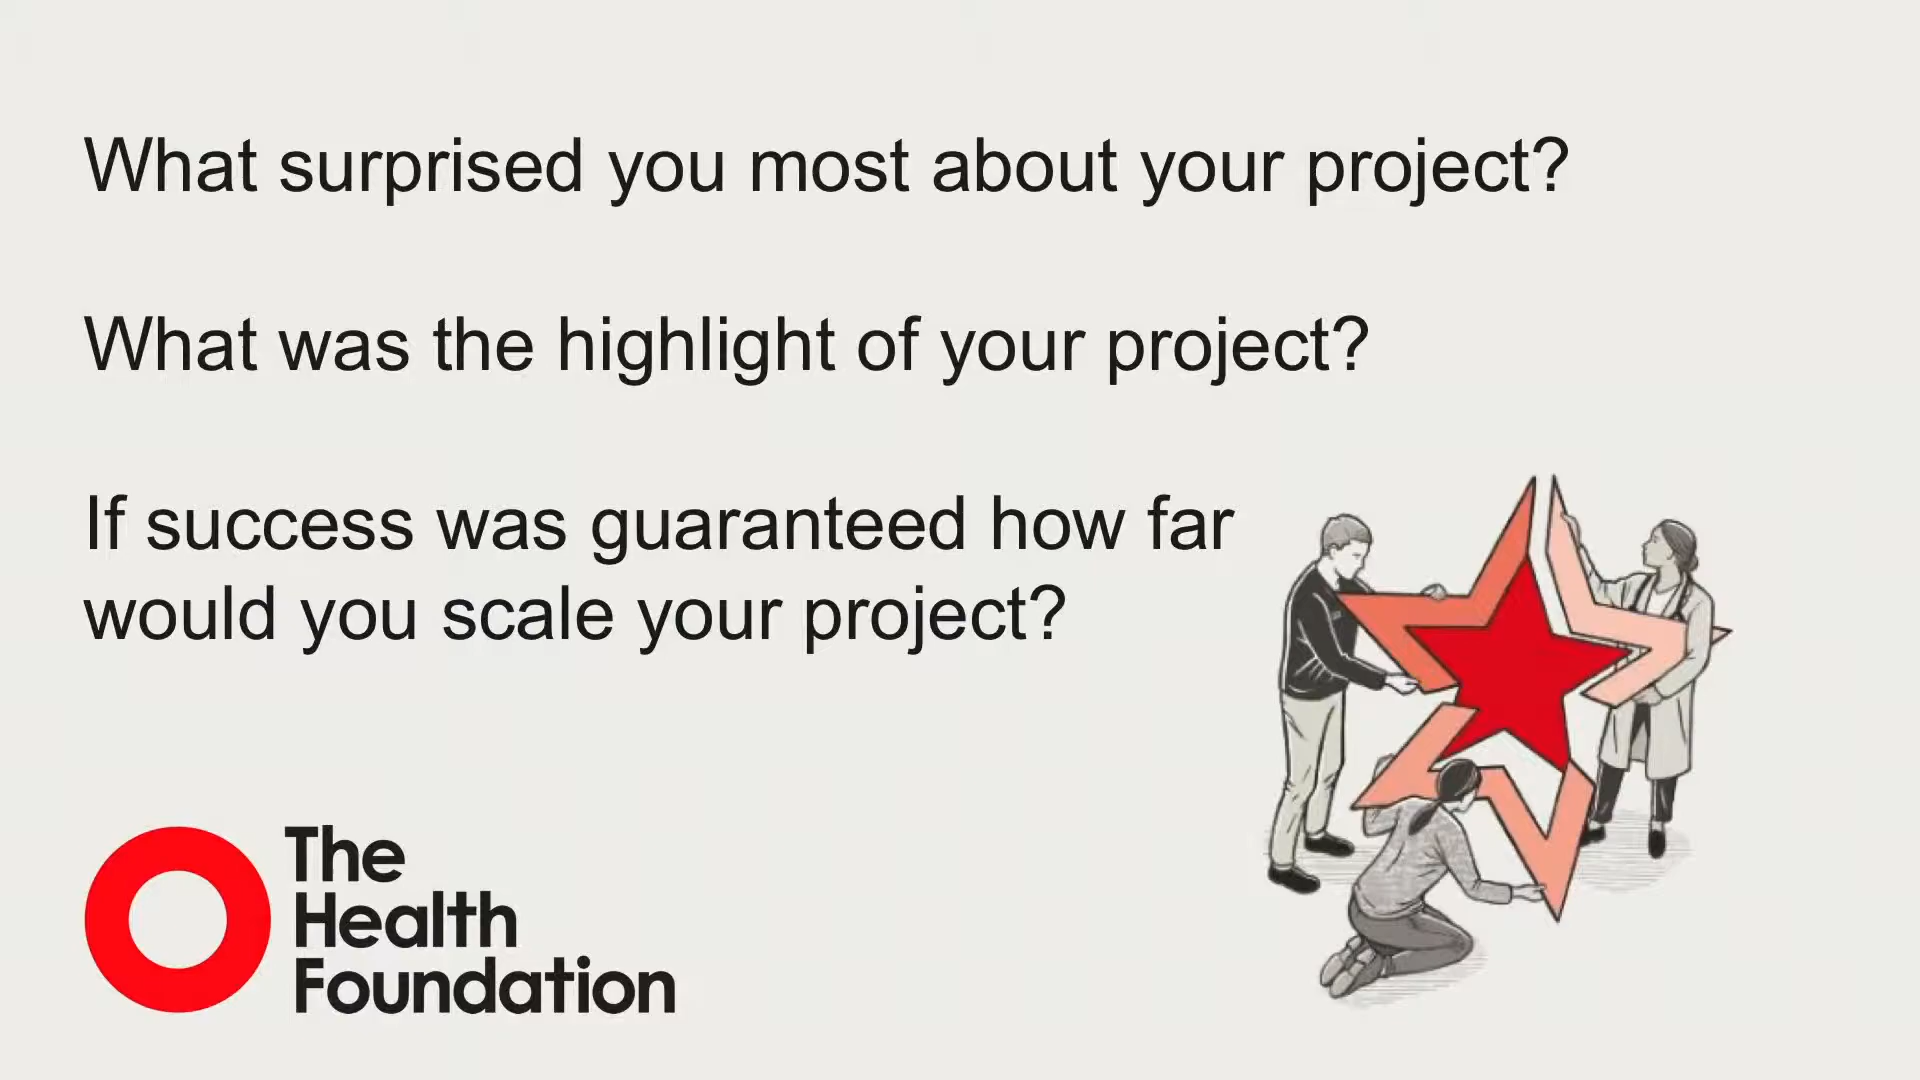 What surprised you most about your project?
What was the highlight of your project?
If success was guaranteed how far
would you scale your project?
The
Health
Foundation